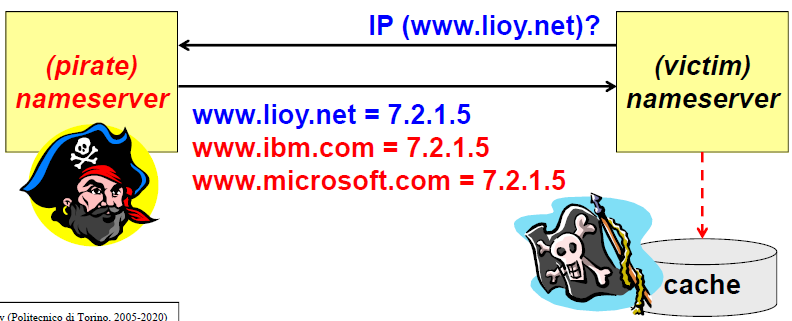 IP (www.lioy.net)?
(pirate)
nameserver
(victim)
nameserver
www.lioy.net = 7.2.1.5
www.ibm.com = 7.2.1.5
www.microsoft.com = 7.2.1.5
cache
(Politecnico di Torino, 2005-2020)